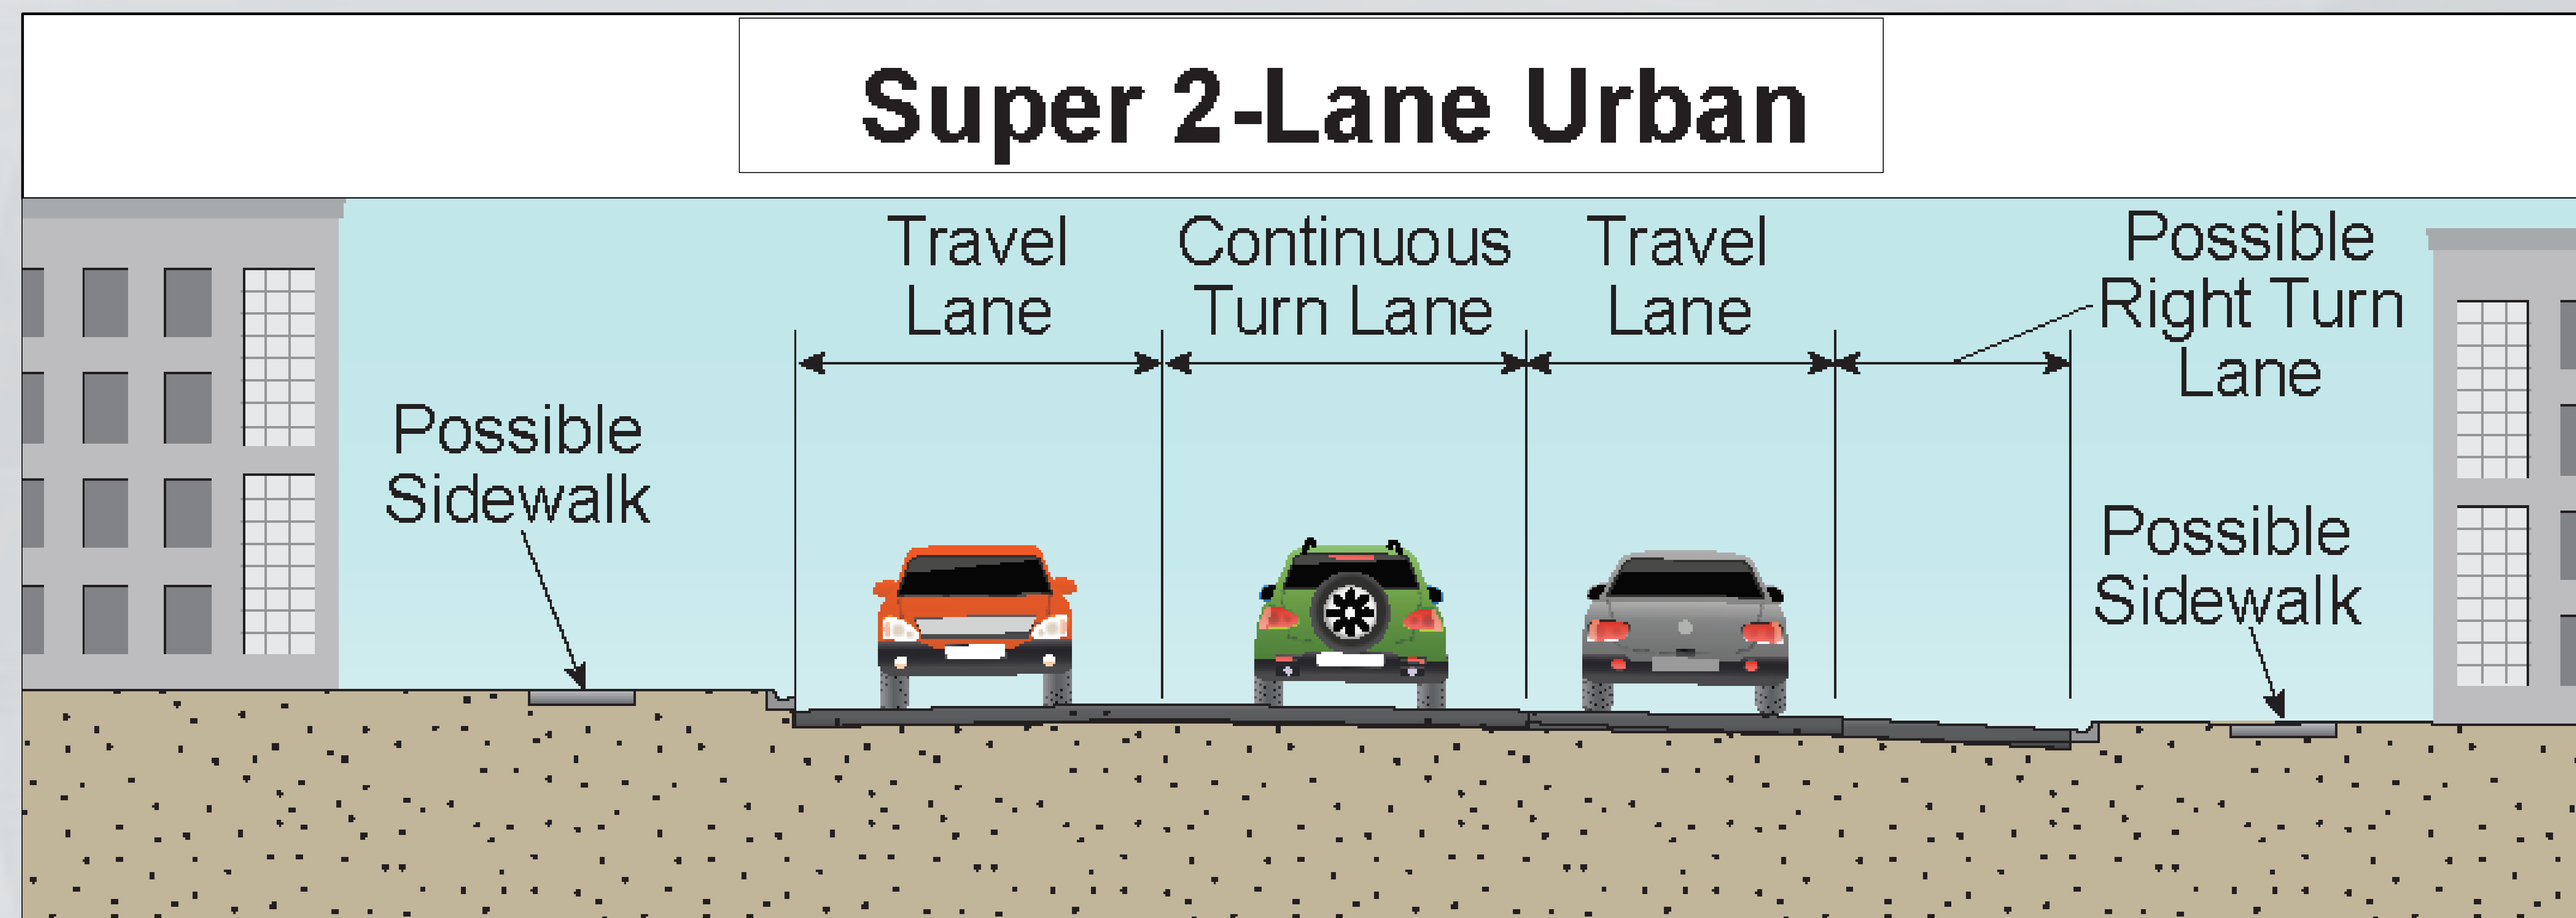 Super 2-Lane Urban
Travel
Lane
Continuous
Turn Lane
Travel
Lane
Possible
Right Turn
Lane
Possible
Sidewalk
Possible
Sidewalk